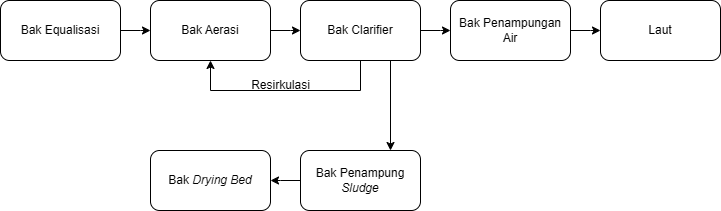 Bak Equalisasi
Bak Aerasi
Bak Clarifier
Bak Penampungan
Air
Laut
Resirkulasi
Bak Drying Bed
Bak Penampung
Sludge